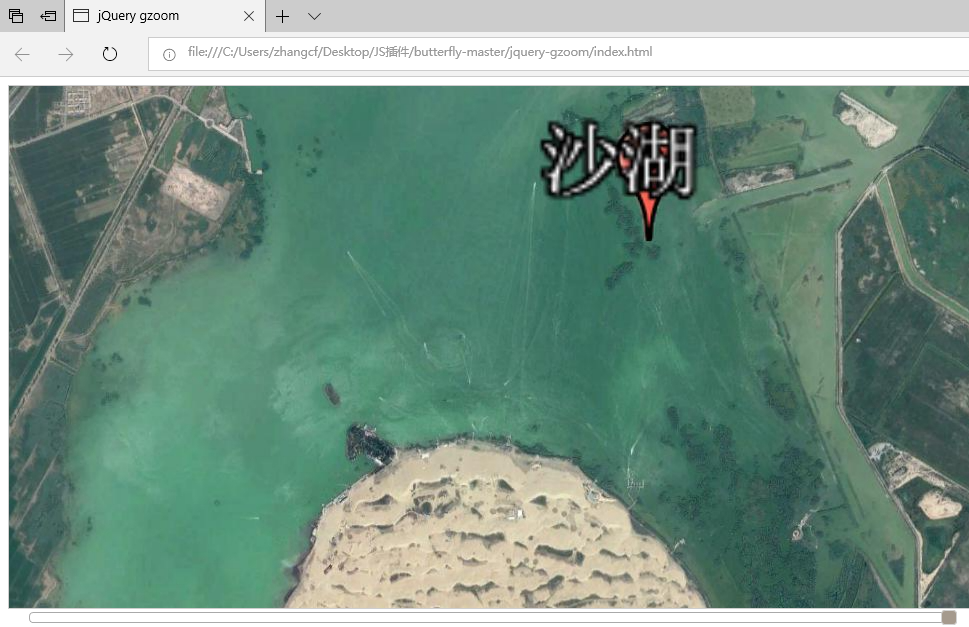 jQuery gzoom
file:///C:/Users/zhangcf/Desktop/JS插件/butterfly-master/jquery-gzoom/index.html
沙湖